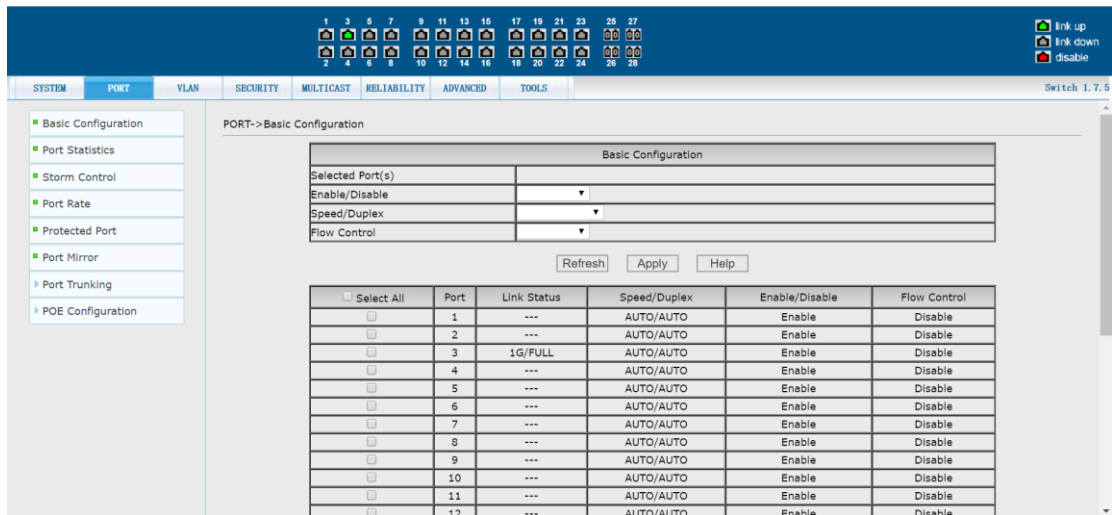 1 3 5 7 9 11 13 15 17 19 21 23 25 27
2 4 6 8 10 12 14 16 18 20 22 24 26 28
link up
link down
disable
SYSTEM PORT VLAN SECURITY MULTICAST RELIABILITY ADVANCED TOOLS Switch 1.7.5
Basic Configuration
Port Statistics
Storm Control
Port Rate
Protected Port
Port Mirror
Port Trunking
POE Configuration
PORT->Basic Configuration
Basic Configuration
Selected Port(s)
Enable/Disable
Speed/Duplex
Flow Control
Refresh Apply Help
Select All Port Link Status Speed/Duplex Enable/Disable Flow Control
1 --- AUTO/AUTO Enable Disable
2 --- AUTO/AUTO Enable Disable
3 1G/FULL AUTO/AUTO Enable Disable
4 --- AUTO/AUTO Enable Disable
5 --- AUTO/AUTO Enable Disable
6 --- AUTO/AUTO Enable Disable
7 --- AUTO/AUTO Enable Disable
8 --- AUTO/AUTO Enable Disable
9 --- AUTO/AUTO Enable Disable
10 --- AUTO/AUTO Enable Disable
11 --- AUTO/AUTO Enable Disable
12 --- AUTO/AUTO Enable Disable